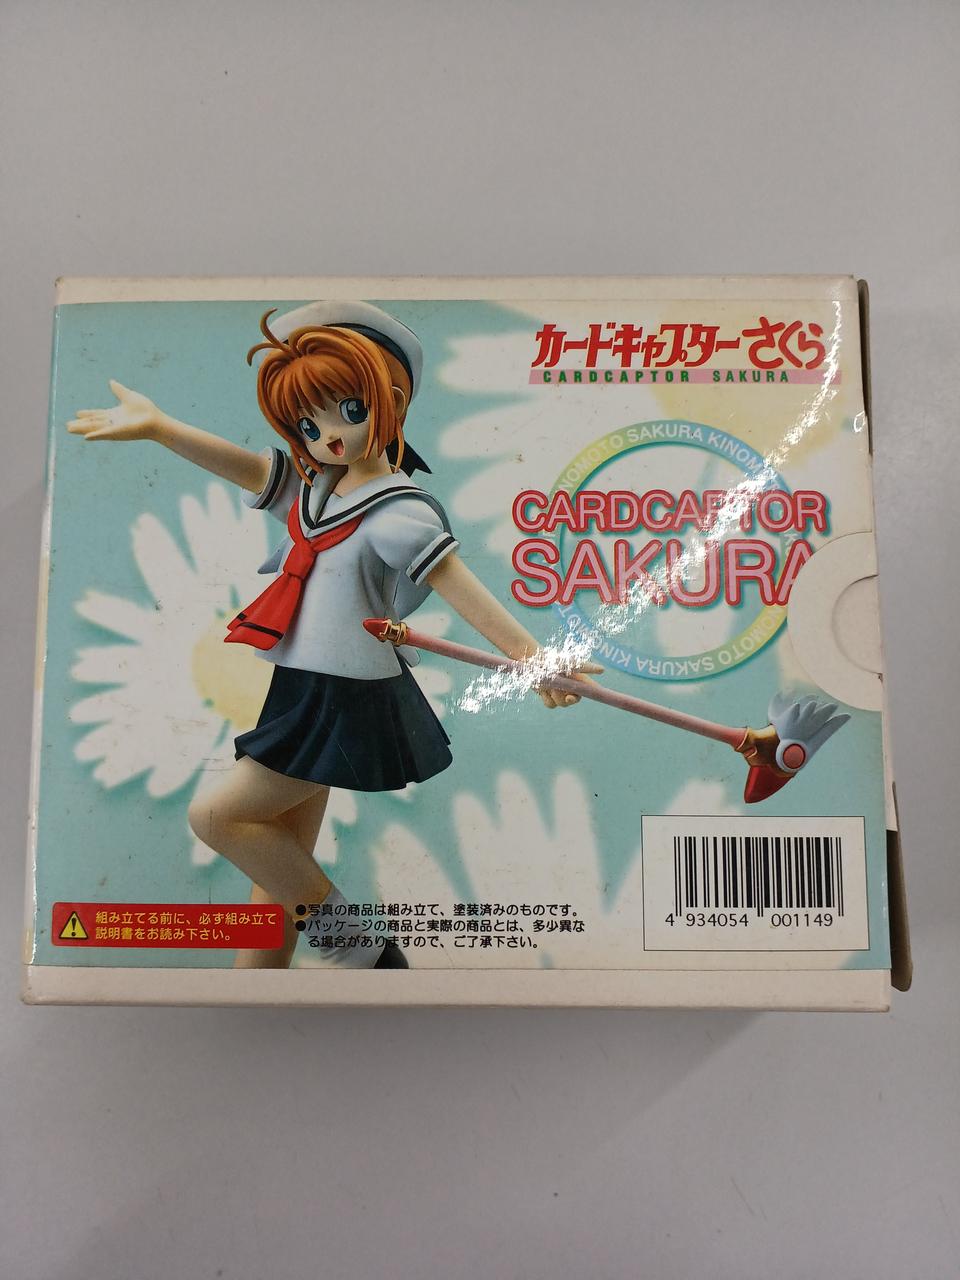 カードキャプターさくら
CARDCAPTOR SAKURA
NOMOTO SAKURA KINOM
CARDCAPTOR
SAKURA
NOMOTO SAKURA KINO
組み立てる前に、必ず組み立て
説明書をお読み下さい。
●写真の商品は組み立て、塗装済みのものです。
●パッケージの商品と実際の商品とは、多少異な
る場合がありますので、ご了承下さい。
4 934054 001149